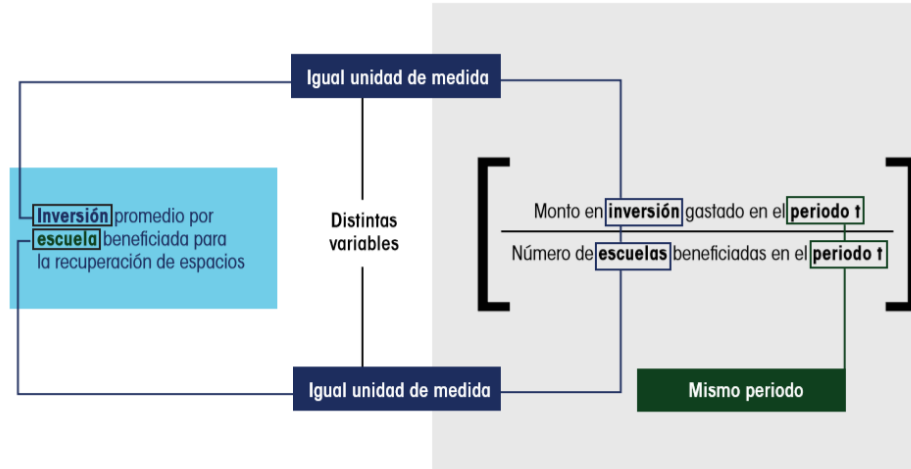 Igual unidad de medida
Inversión promedio por
escuela beneficiada para
la recuperación de espacios
Distintas
variables
Monto en inversión gastado en el periodo t
Número de escuelas beneficiadas en el periodo t
Igual unidad de medida
Mismo periodo